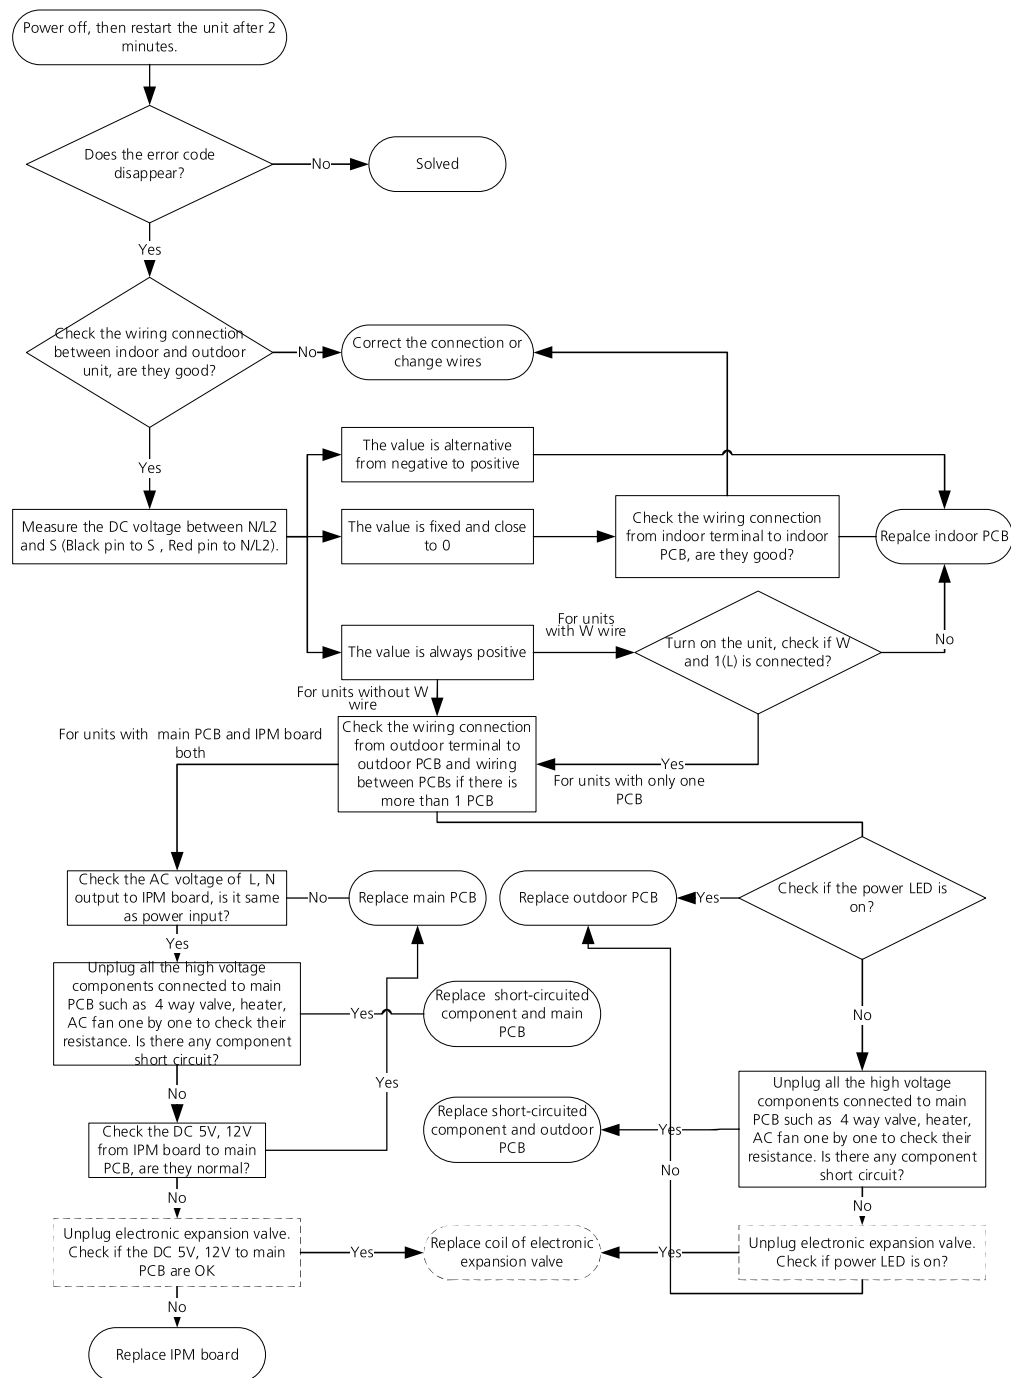 Power off, then restart the unit after 2
minutes.
Does the error code
disappear?
No
Solved
Yes
Check the wiring connection
between indoor and outdoor
unit, are they good?
No
Correct the connection or
change wires
Yes
The value is alternative
from negative to positive
Measure the DC voltage between N/L2
and S (Black pin to S , Red pin to N/L2).
The value is fixed and close
to 0
Check the wiring connection
from indoor terminal to indoor
PCB, are they good?
Repalce indoor PCB
The value is always positive
For units
with W wire
Turn on the unit, check if W
and 1(L) is connected?
No
For units without W
wire
For units with  main PCB and IPM board
both
Check the wiring connection
from outdoor terminal to
outdoor PCB and wiring
between PCBs if there is
more than 1 PCB
Yes
For units with only one
PCB
Check the AC voltage of  L, N
output to IPM board, is it same
as power input?
No
Replace main PCB
Replace outdoor PCB
Yes
Check if the power LED is
on?
Yes
Unplug all the high voltage
components connected to main
PCB such as  4 way valve, heater,
AC fan one by one to check their
resistance. Is there any component
short circuit?
Yes
Replace  short-circuited
component and main
PCB
No
No
Yes
Check the DC 5V, 12V
from IPM board to main
PCB, are they normal?
Replace short-circuited
component and outdoor
PCB
Yes
No
Unplug all the high voltage
components connected to main
PCB such as  4 way valve, heater,
AC fan one by one to check their
resistance. Is there any component
short circuit?
No
No
Unplug electronic expansion valve.
Check if the DC 5V, 12V to main
PCB are OK
Yes
Replace coil of electronic
expansion valve
Yes
Unplug electronic expansion valve.
Check if power LED is on?
No
Replace IPM board